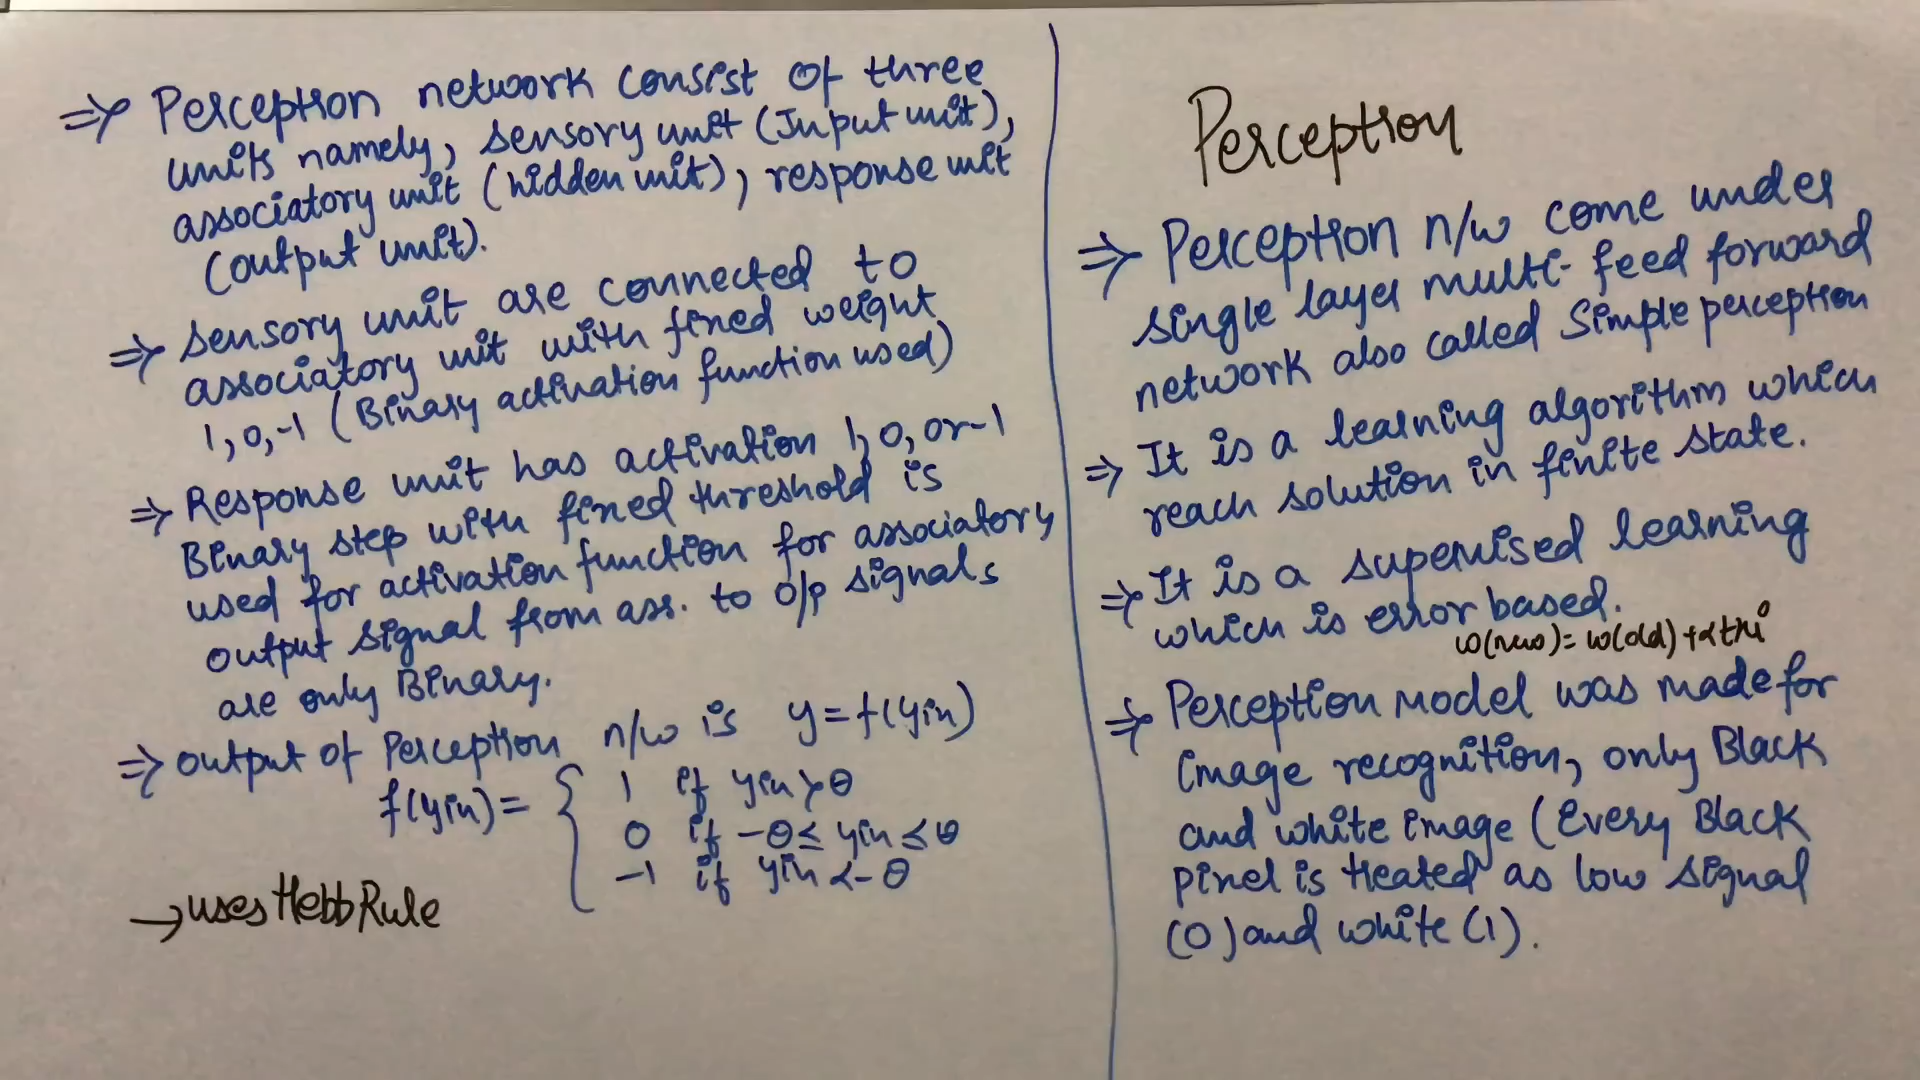 ⇒ Perception network consist of three
units namely, sensory unit (Input unit),
associatory unit (hidden unit), response unit
(output unit).
⇒ Sensory unit are connected to
associatory unit with fined weight
1, 0, -1 (Binary activation function used)
⇒ Response unit has activation 1, 0, or -1
Binary step with fined threshold is
used for activation function for associatory
output signal from ass. to o/p signals
are only Binary.
⇒ output of Perception n/w is y = f(yin)
f(yin) = { 1 if yin > θ
0 if -θ ≤ yin ≤ θ
-1 if yin < -θ
→ uses Hebb Rule
Perception
⇒ Perception n/w come under
single layer multi-feed forward
network also called Simple perception
⇒ It is a learning algorithm which
reach solution in finite state.
⇒ It is a supervised learning
which is error based.
w(new) = w(old) + αtxi
⇒ Perception model was made for
image recognition, only Black
and white image (Every Black
pixel is treated as low signal
(0) and white (1).